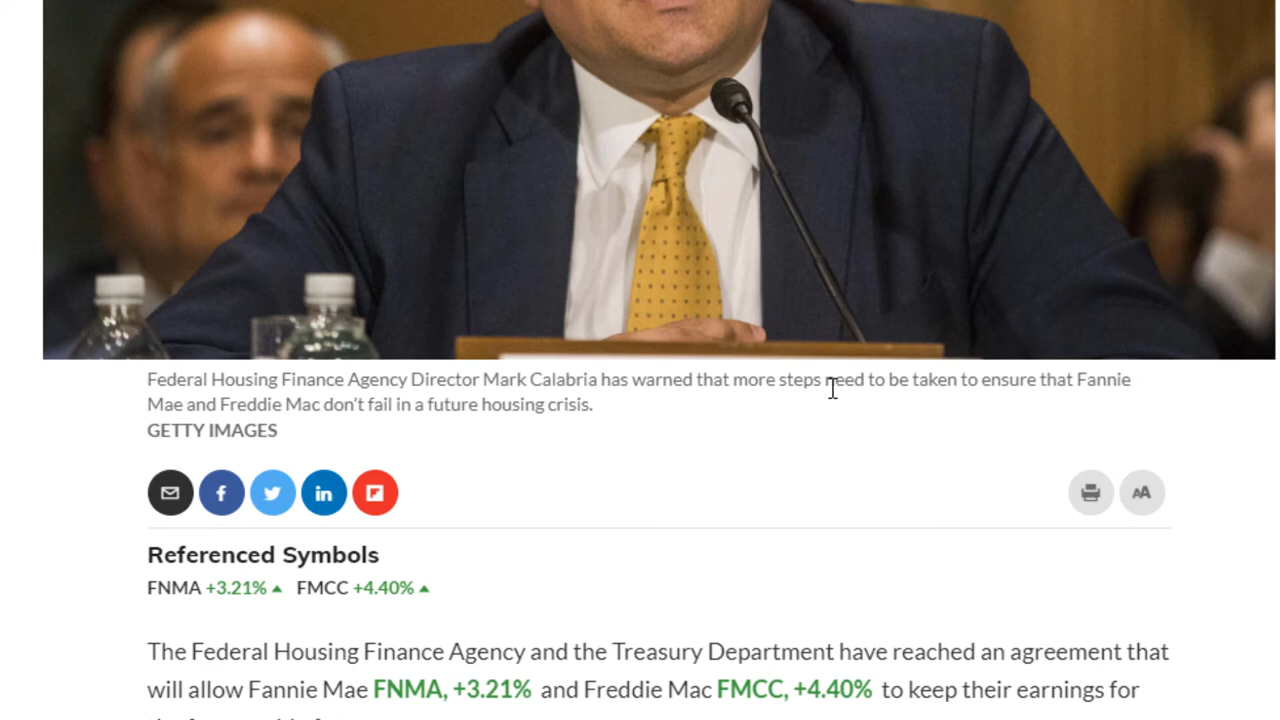 Federal Housing Finance Agency Director Mark Calabria has warned that more steps need to be taken to ensure that Fannie
Mae and Freddie Mac don't fail in a future housing crisis.
GETTY IMAGES
f in AA
Referenced Symbols
FNMA +3.21% ▲ FMCC +4.40% ▲
The Federal Housing Finance Agency and the Treasury Department have reached an agreement that
will allow Fannie Mae FNMA, +3.21% and Freddie Mac FMCC, +4.40% to keep their earnings for